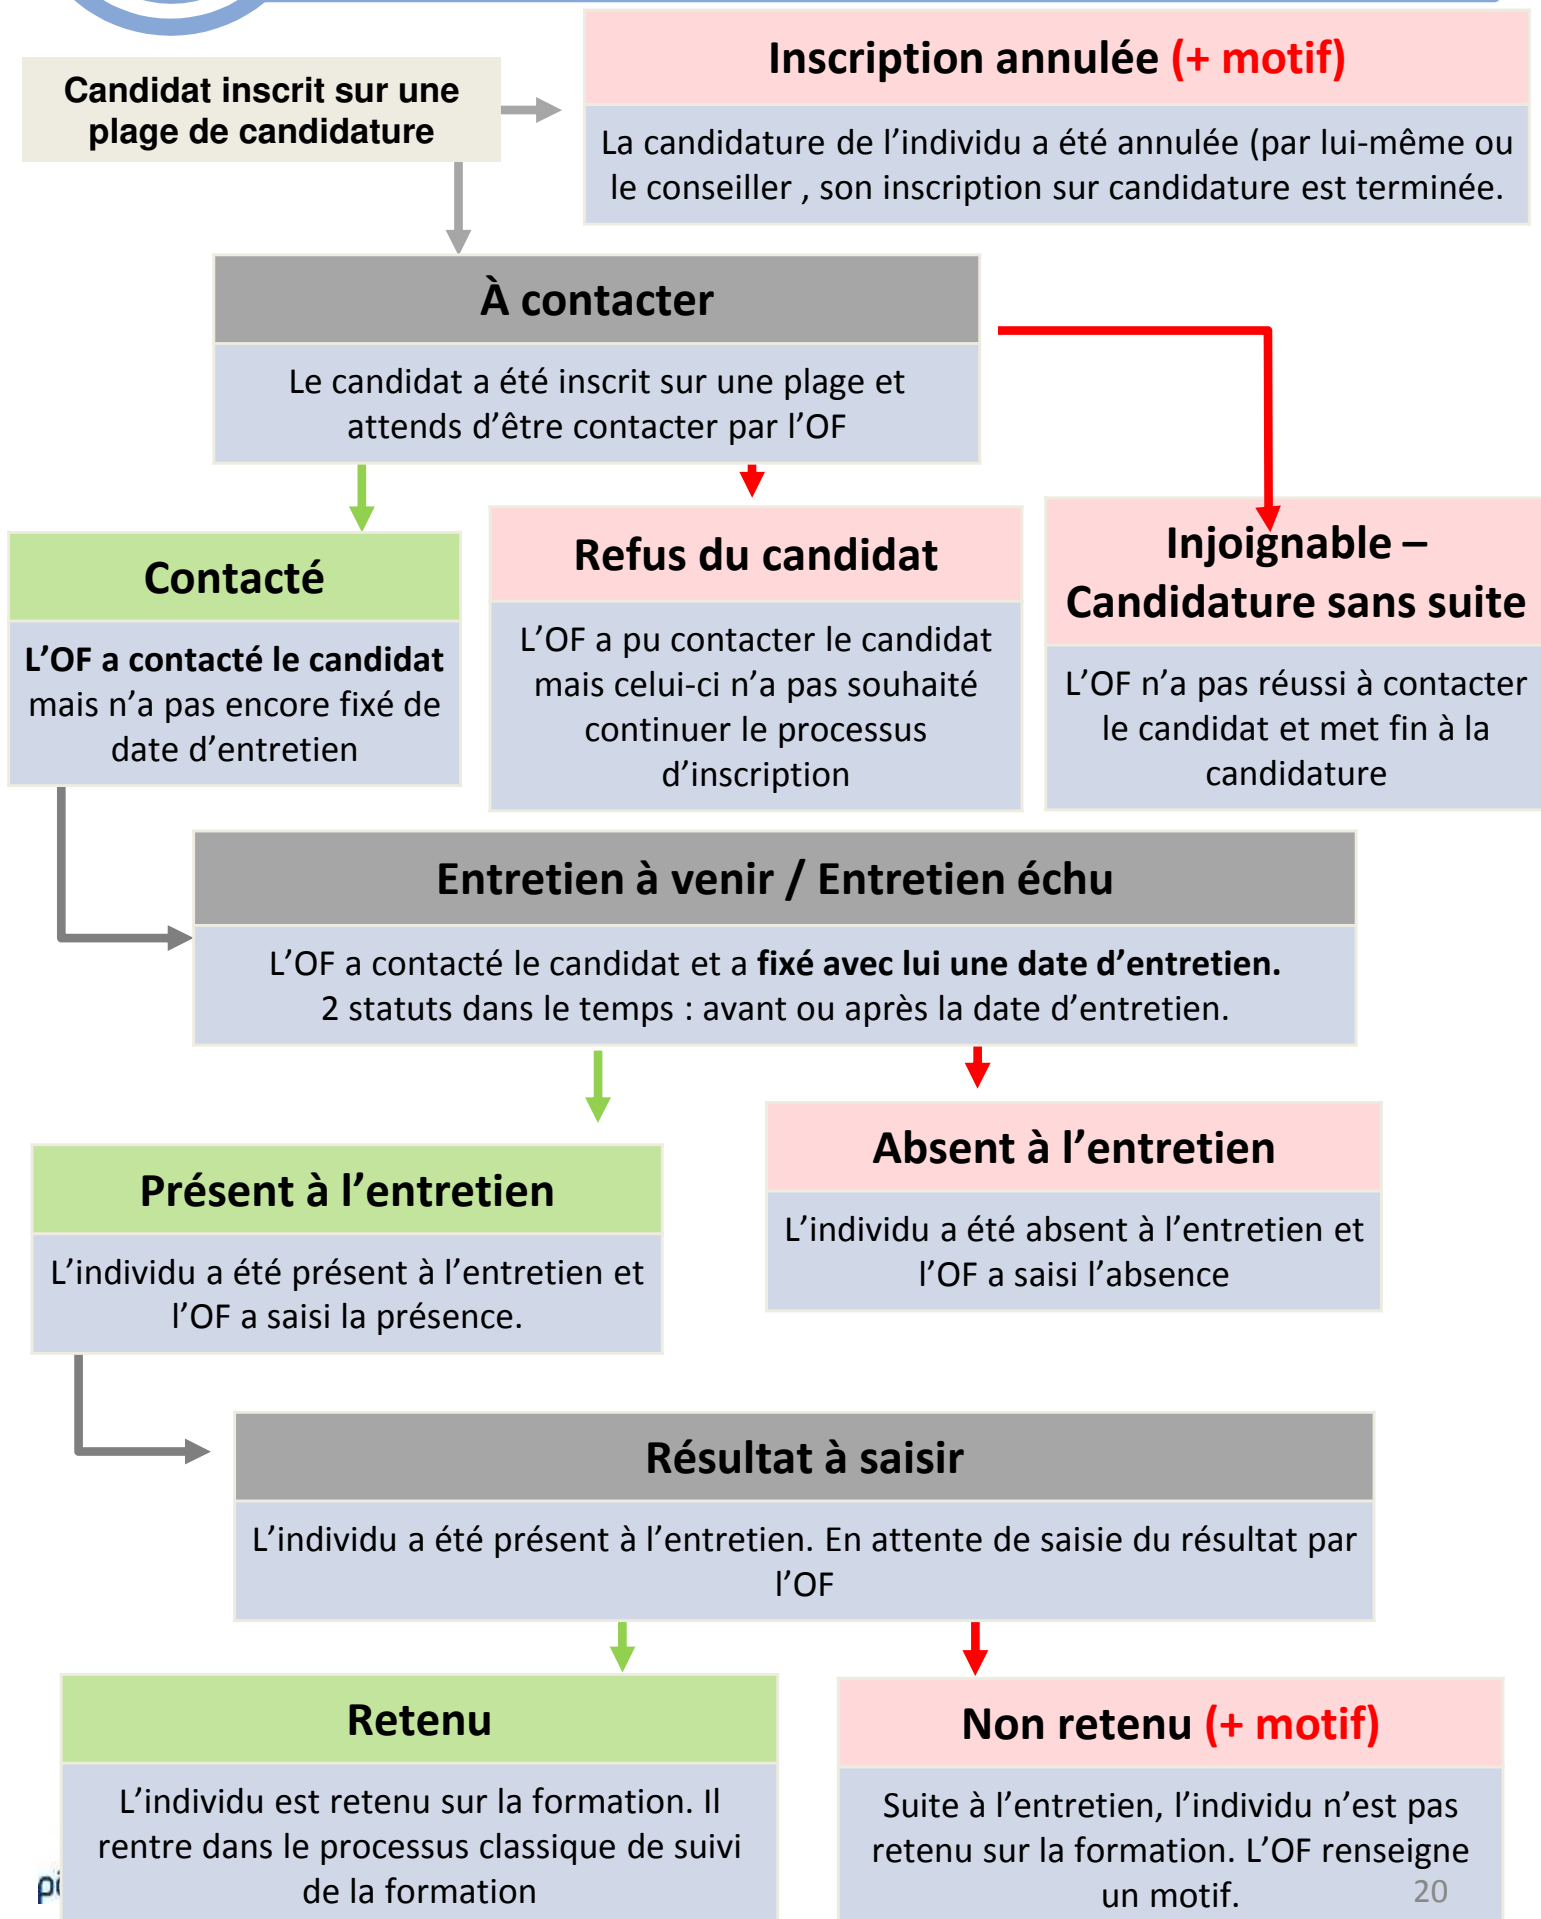 Inscription annulée (+ motif)
Candidat inscrit sur une
plage de candidature
La candidature de l’individu a été annulée (par lui-même ou
le conseiller , son inscription sur candidature est terminée.
À contacter
Le candidat a été inscrit sur une plage et
attends d’être contacter par l’OF
Contacté
L’OF a contacté le candidat
mais n’a pas encore fixé de
date d’entretien
Refus du candidat
L’OF a pu contacter le candidat
mais celui-ci n’a pas souhaité
continuer le processus
d’inscription
Injoignable –
Candidature sans suite
L’OF n’a pas réussi à contacter
le candidat et met fin à la
candidature
Entretien à venir / Entretien échu
L’OF a contacté le candidat et a fixé avec lui une date d’entretien.
2 statuts dans le temps : avant ou après la date d’entretien.
Présent à l’entretien
L’individu a été présent à l’entretien et
l’OF a saisi la présence.
Absent à l’entretien
L’individu a été absent à l’entretien et
l’OF a saisi l’absence
Résultat à saisir
L’individu a été présent à l’entretien. En attente de saisie du résultat par
l’OF
Retenu
L’individu est retenu sur la formation. Il
rentre dans le processus classique de suivi
de la formation
Non retenu (+ motif)
Suite à l’entretien, l’individu n’est pas
retenu sur la formation. L’OF renseigne
un motif.
20